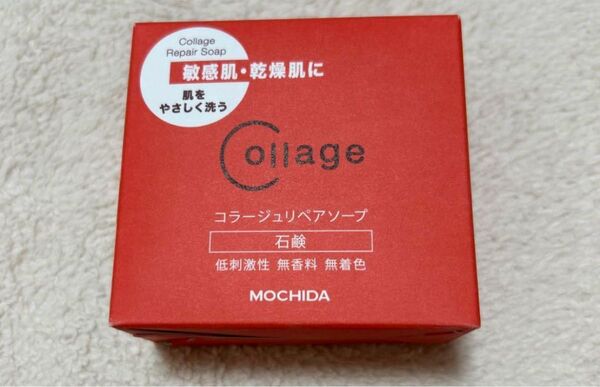 Collage
Repair Soap
敏感肌・乾燥肌に
肌を
やさしく洗う
Collage
コラージュリペアソープ
石鹸
低刺激性 無香料 無着色
MOCHIDA